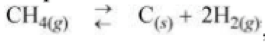 CH₄₍g₎ ⇄ C₍s₎ + 2H₂₍g₎,